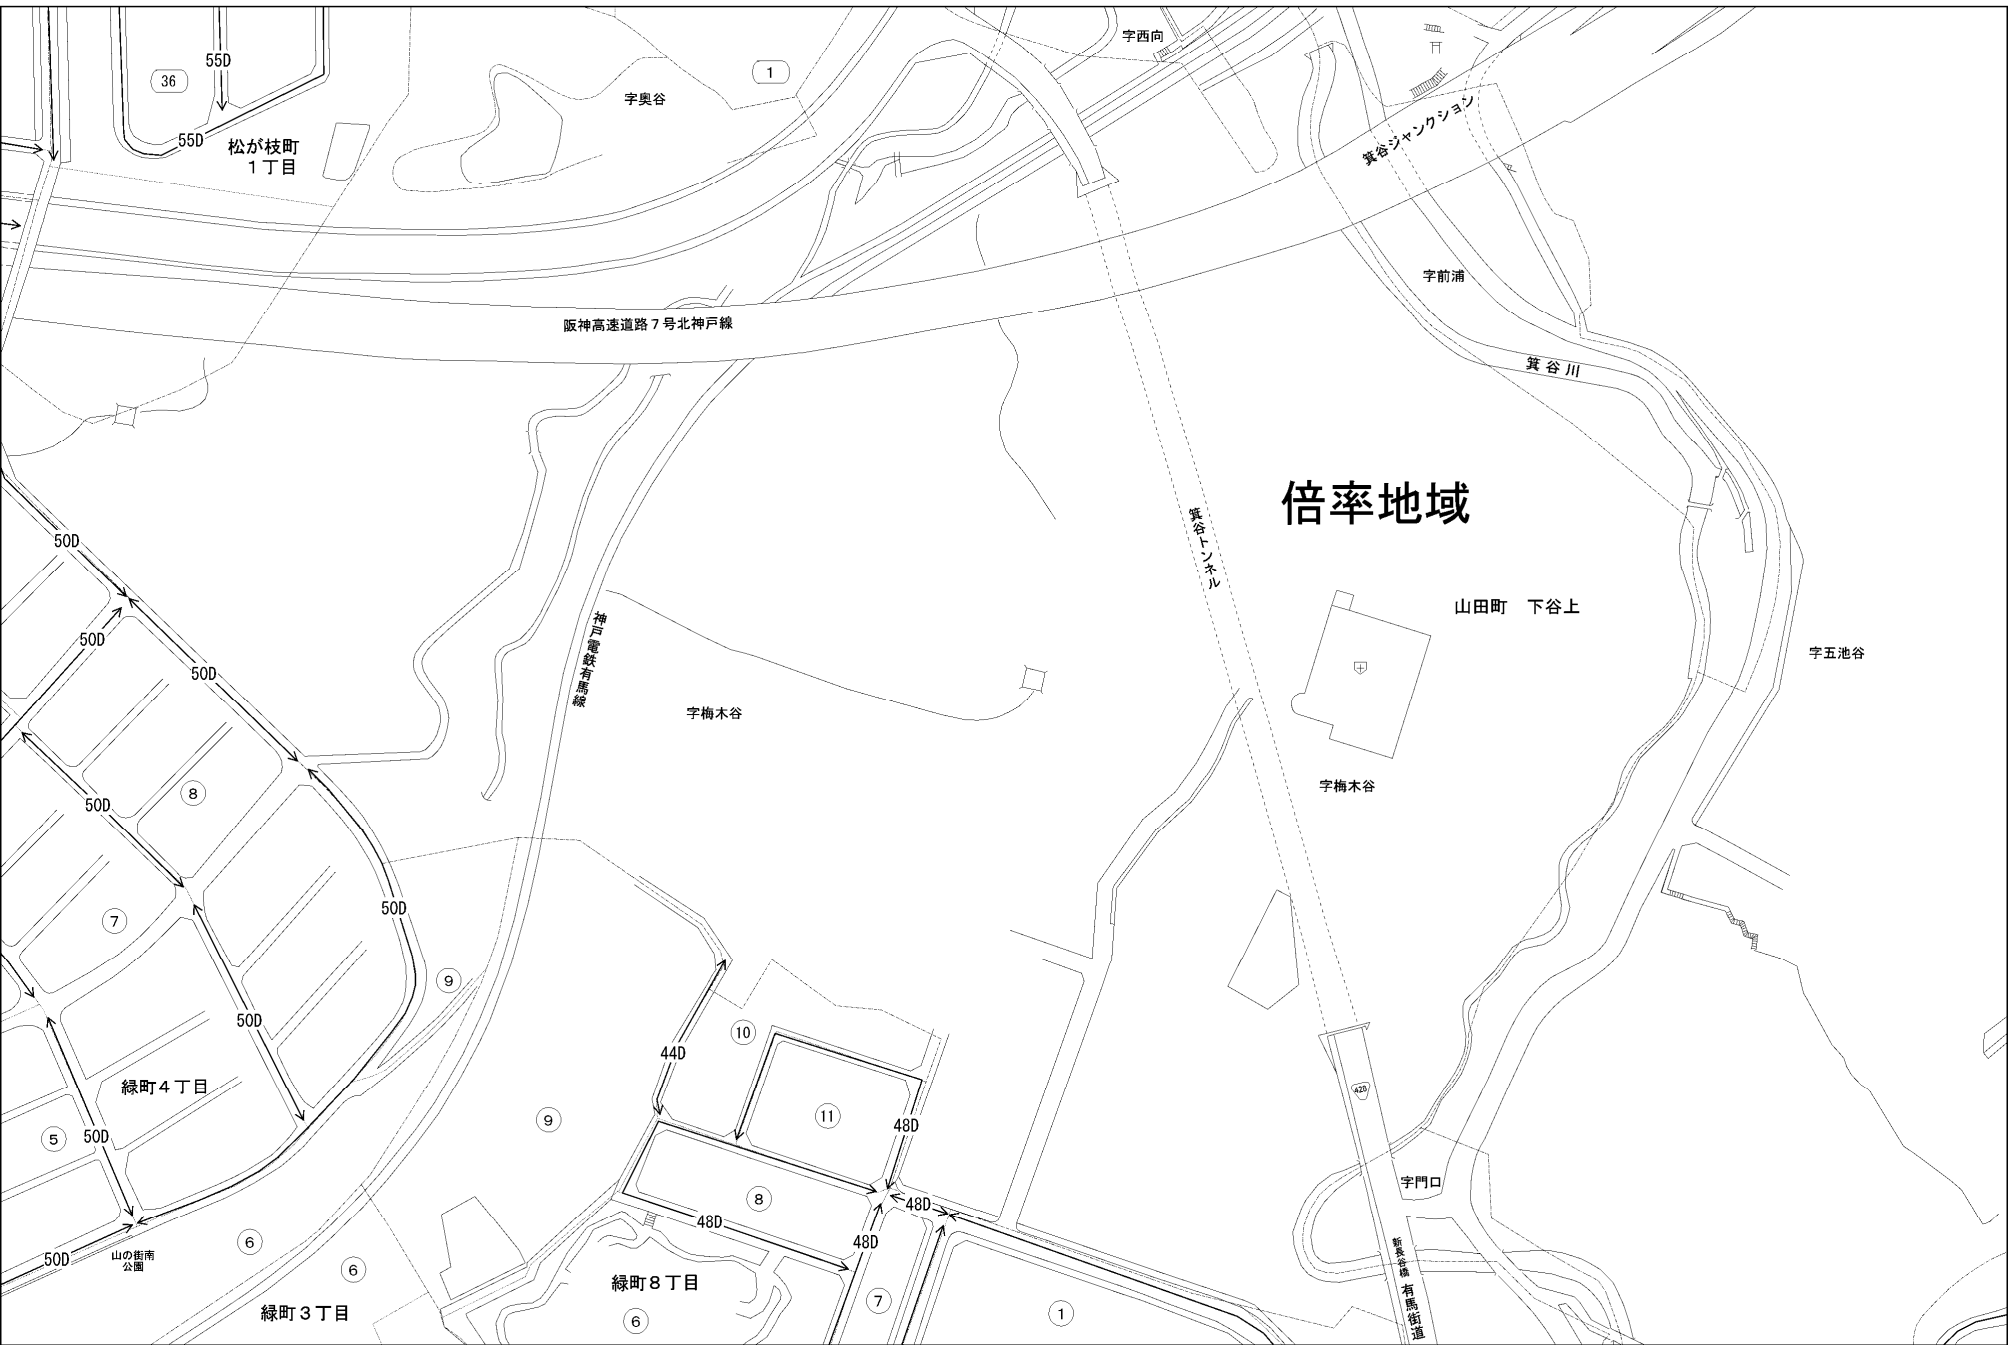 字西向
55D
36
1
字奥谷
55D
松が枝町
1丁目
箕谷ジャンクション
字前浦
阪神高速道路7号北神戸線
箕谷川
倍率地域
箕谷トンネル
50D
山田町 下谷上
神戸電鉄有馬線
50D
字五池谷
50D
字梅木谷
字梅木谷
8
50D
50D
7
9
50D
10
44D
緑町4丁目
428
11
9
48D
5
50D
字門口
8
48D
48D
48D
6
50D
山の街南
公園
6
新長谷橋
有馬街道
緑町8丁目
緑町3丁目
7
6
1